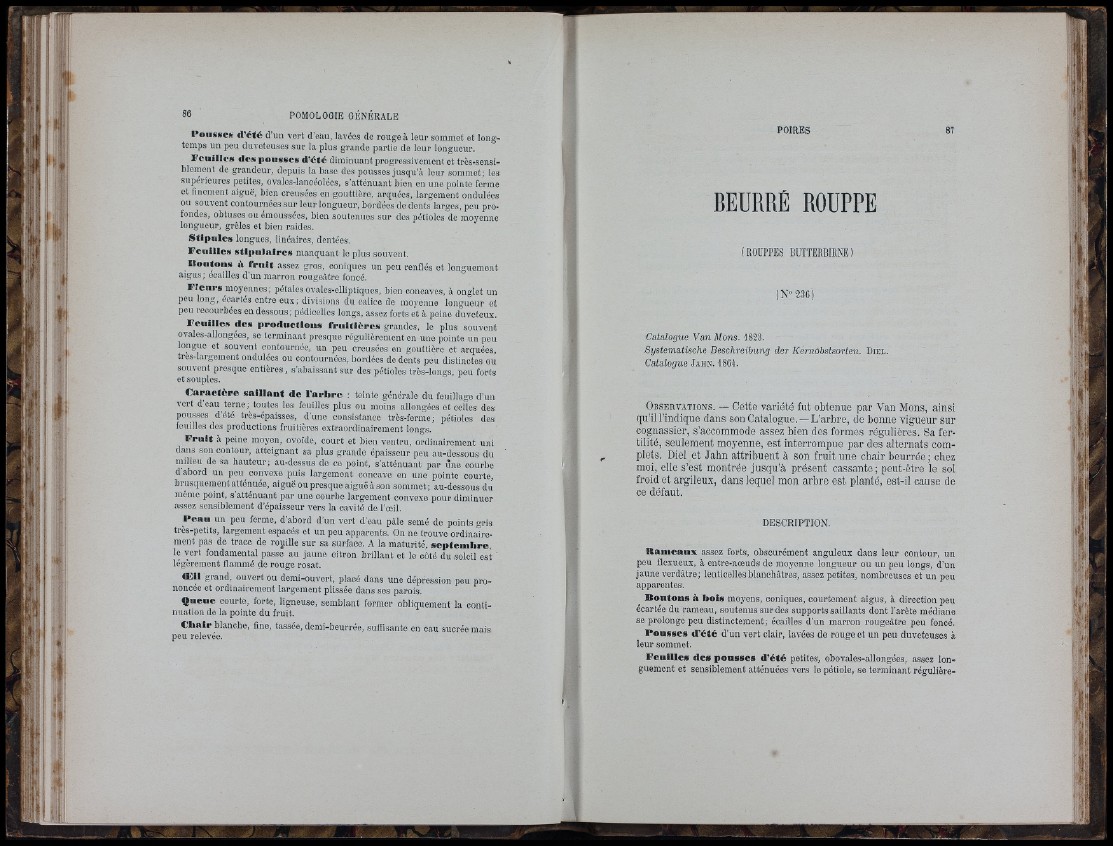 86 POMOLOGIE GÉNÉRALE
Pousses d'été d'un vert d'eau, lavées de rouge à leur sommet et long-
temps un peu duveteuses sur la plus grande partie de leur longueur.
Feuilles des pousses d'été diminuant progressivement et très-sensi-
blement de grandeur, depuis la base des pousses jusqu'à leur sommet; les
supérieures petites, ovales-lancéolées, s'atténuant bien en une pointe ferme
et finement aiguë, bien creusées en gouttière, arquées, largement ondulées
ou souvent contournées sur leur longueur, bordées de dents larges, peu pro-
fondes, obtuses ou émoussées, bien soutenues sur des pétioles de moyenne
longueur, grêles et bien raides.
Stipules longues, linéaires, dentées.
Feuilles stipulaires manquant le plus souvent.
Boutons à fruit assez gros, coniques un peu renflés et longuement
aigus; écailles d'un marron rougeâtre foncé.
Fleurs moyennes; pétales ovales-elliptiques, bien concaves, à onglet un
peu long, écartés entre eux; divisions du calice de moyenne longueur et
peu recourbées en dessous; pédicelles longs, assez forts et à peine duveteux.
Feuilles des productions fruitières grandes, le plus souvent
ovales-allongées, se terminant presque régulièrement en une pointe un peu
longue et souvent contournée, un peu creusées en gouttière et arquées,
très-largement ondulées ou contournées, bordées de dents peu distinctes ou
souvent presque entières, s'abaissant sur des pétioles très-longs, peu forts
et souples.
Caractère saillant de l'arbre : teinte générale du feuillage d'un
vert d'eau terne; toutes les feuilles plus ou moins allongées et celles des
pousses d'été très-épaisses, d'une consistance très-ferme; pétioles des
feuilles des productions fruitières extraordinairement longs.
Fruit à peine moyen, ovoïde, court et bien ventru, ordinairement uni
dans son contour, atteignant sa plus grande épaisseur peu au-dessous du
milieu de sa hauteur; au-dessus de ce point, s'atténuant par une courbe
d'abord un peu convexe puis largement concave en une pointe courte,
brusquement atténuée, aiguë ou presque aiguë à son sommet; au-dessous du
même point, s'atténuant par une courbe largement convexe pour diminuer
assez sensiblement d'épaisseur vers la cavité de l'œil.
Peau un peu ferme, d'abord d'un vert d'eau pâle semé de points gris
très-petits, largement espacés et un peu apparents. On ne trouve ordinaire-
ment pas de trace de rouille sur sa surface. A la maturité, septembre,
le vert fondamental passe au jaune citron brillant et le côté du soleil est
légèrement flammé de rouge rosat.
Œil grand, ouvert ou demi-ouvert, placé dans une dépression peu pro-
noncée et ordinairement largement plissée dans ses parois.
Queue courte, forte, ligneuse, semblant former obliquement la conti-
nuation de la pointe du fruit.
Chair blanche, fine, tassée, demi-beurrée, suffisante en eau sucrée mais
peu relevée.
POIRES 87
BEURRÉ ROUPPE
(ROUPPES BUTTERBIRNE)
(N° 236)
Catalogue Van Mons. 1823.
Systematische Beschreibung der Kernobstsorten. DIEL.
Catalogue JAHN. 1864.
OBSERVATIONS. — Cette variété fut obtenue par Van Mons, ainsi
qu'il l'indique dans son Catalogue. — L'arbre, de bonne vigueur sur
cognassier, s'accommode assez bien des formes régulières. Sa fer-
tilité, seulement moyenne, est interrompue par des alternats com-
plets. Diel et Jahn attribuent à son fruit une chair beurrée; chez
moi, elle s'est montrée jusqu'à présent cassante; peut-être le sol
froid et argileux, dans lequel mon arbre est planté, est-il cause de
ce défaut.
DESCRIPTION.
Rameaux assez forts, obscurément anguleux dans leur contour, un
peu flexueux, à entre-nœuds de moyenne longueur ou un peu longs, d'un
jaune verdâtre; lenticelles blanchâtres, assez petites, nombreuses et un peu
apparentes.
Boutons à bois moyens, coniques, courtement aigus, à direction peu
écartée du rameau, soutenus sur des supports saillants dont l'arête médiane
se prolonge peu distinctement; écailles d'un marron rougeâtre peu foncé.
Pousses d'été d'un vert clair, lavées de rouge et un peu duveteuses à
leur sommet.
Feuilles des pousses d'été petites, obovales-allongées, assez lon-
guement et sensiblement atténuées vers le pétiole, se terminant régulière-